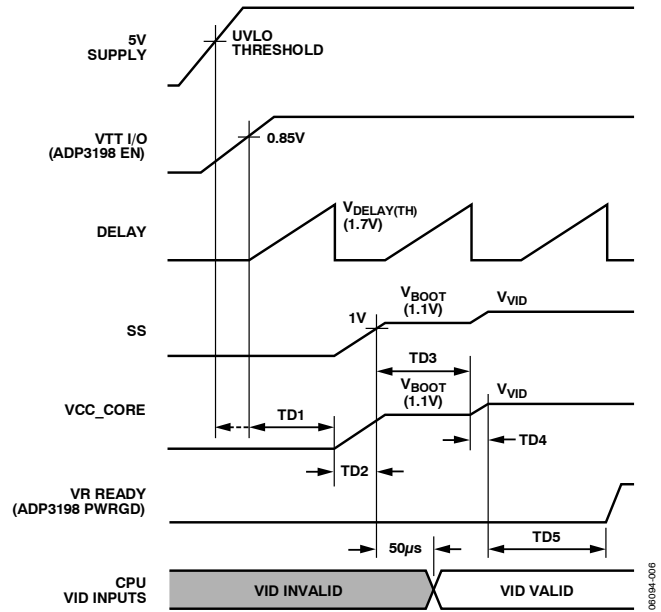 5V
SUPPLY
UVLO
THRESHOLD
VTT I/O
(ADP3198 EN)
0.85V
DELAY
VDELAY(TH)
(1.7V)
SS
1V
VBOOT
(1.1V)
VVID
TD3
VCC_CORE
VBOOT
(1.1V)
VVID
TD1
TD4
TD2
VR READY
(ADP3198 PWRGD)
50µs
TD5
CPU
VID INPUTS
VID INVALID
VID VALID
06094-006